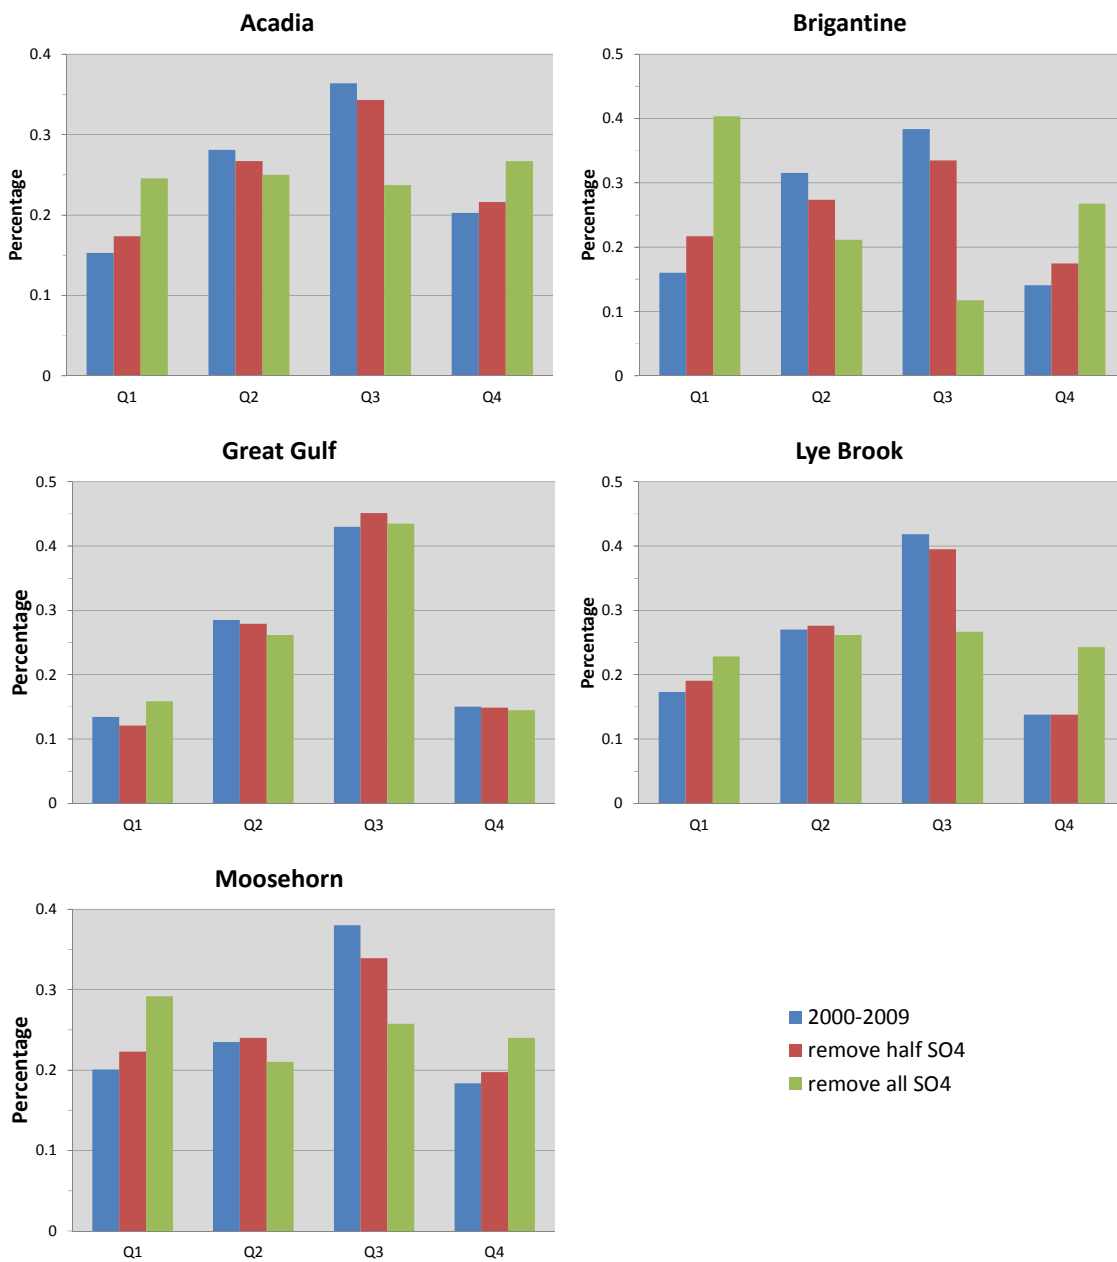 Acadia
Percentage
0.4
0.3
0.2
0.1
0
Q1 Q2 Q3 Q4
Brigantine
Percentage
0.5
0.4
0.3
0.2
0.1
0
Q1 Q2 Q3 Q4
Great Gulf
Percentage
0.5
0.4
0.3
0.2
0.1
0
Q1 Q2 Q3 Q4
Lye Brook
Percentage
0.5
0.4
0.3
0.2
0.1
0
Q1 Q2 Q3 Q4
Moosehorn
Percentage
0.4
0.3
0.2
0.1
0
Q1 Q2 Q3 Q4
2000-2009
remove half SO4
remove all SO4